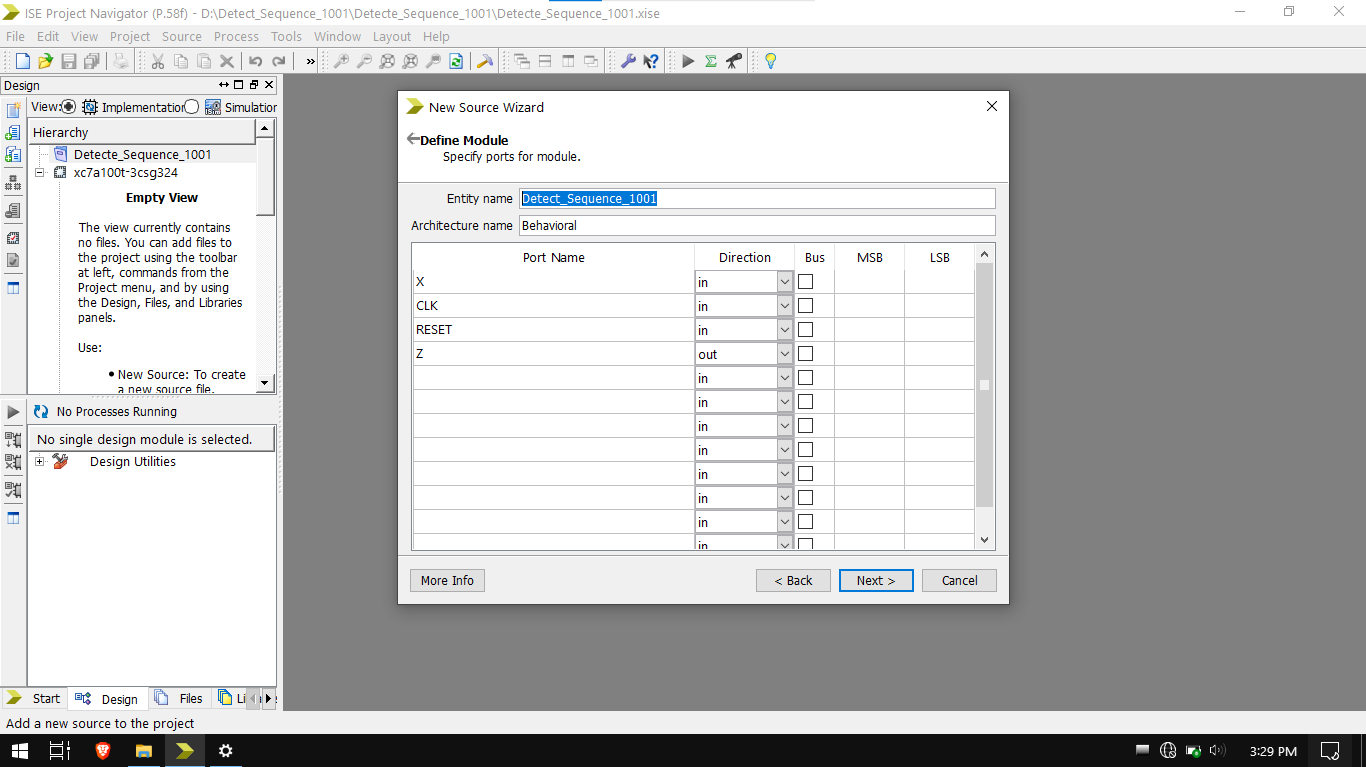 ISE Project Navigator (P.58f) - D:\Detect_Sequence_1001\Detecte_Sequence_1001\Detecte_Sequence_1001.xise
File Edit View Project Source Process Tools Window Layout Help
»
Design
View: Implementation Simulation
Hierarchy
Detecte_Sequence_1001
xc7a100t-3csg324
Empty View
The view currently contains
no files. You can add files to
the project using the toolbar
at left, commands from the
Project menu, and by using
the Design, Files, and Libraries
panels.
Use:
• New Source: To create
a new source file.
No Processes Running
No single design module is selected.
Design Utilities
Start Design Files
Add a new source to the project
New Source Wizard
Define Module
Specify ports for module.
Entity name Detect_Sequence_1001
Architecture name Behavioral
Port Name Direction Bus MSB LSB
X in
CLK in
RESET in
Z out
in
in
in
in
in
in
in
in
More Info < Back Next > Cancel
3:29 PM